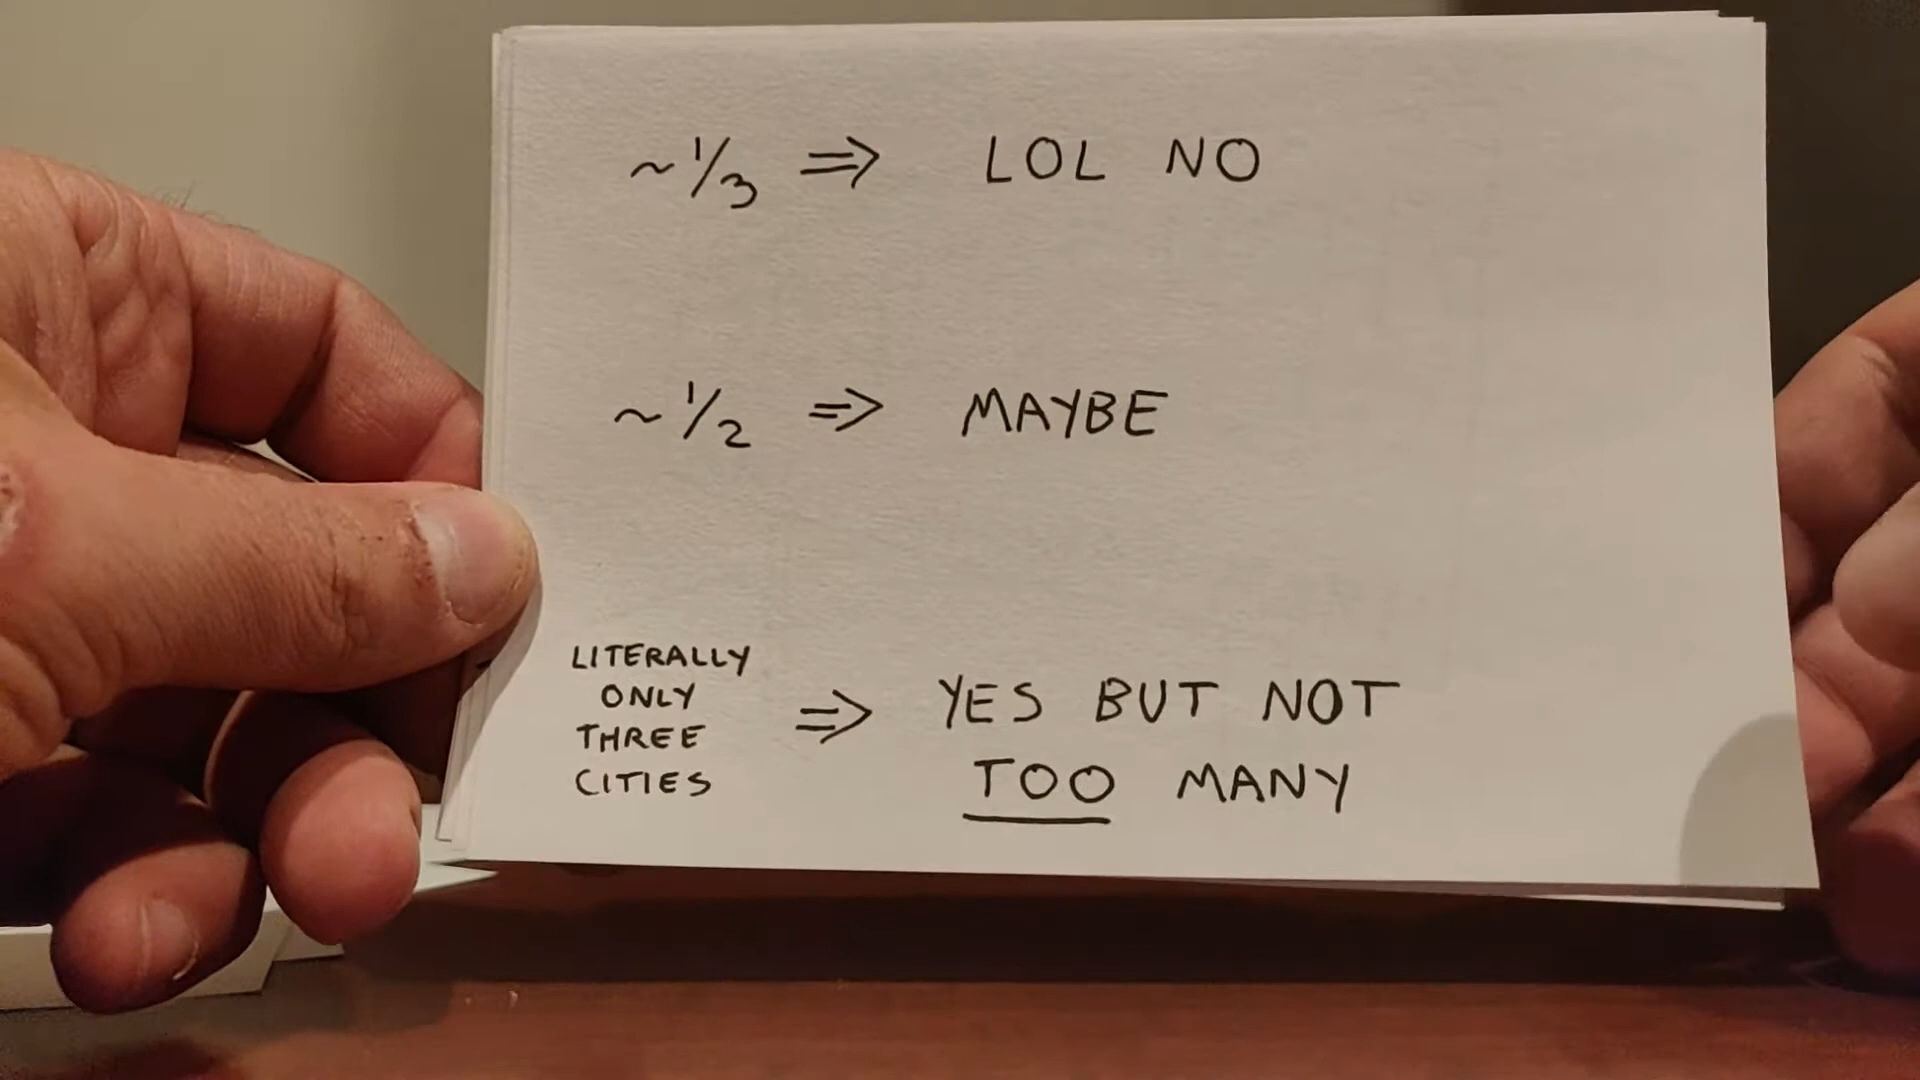 ~1/3 ⇒ LOL NO
~1/2 ⇒ MAYBE
LITERALLY
ONLY
THREE
CITIES
⇒ YES BUT NOT
TOO MANY